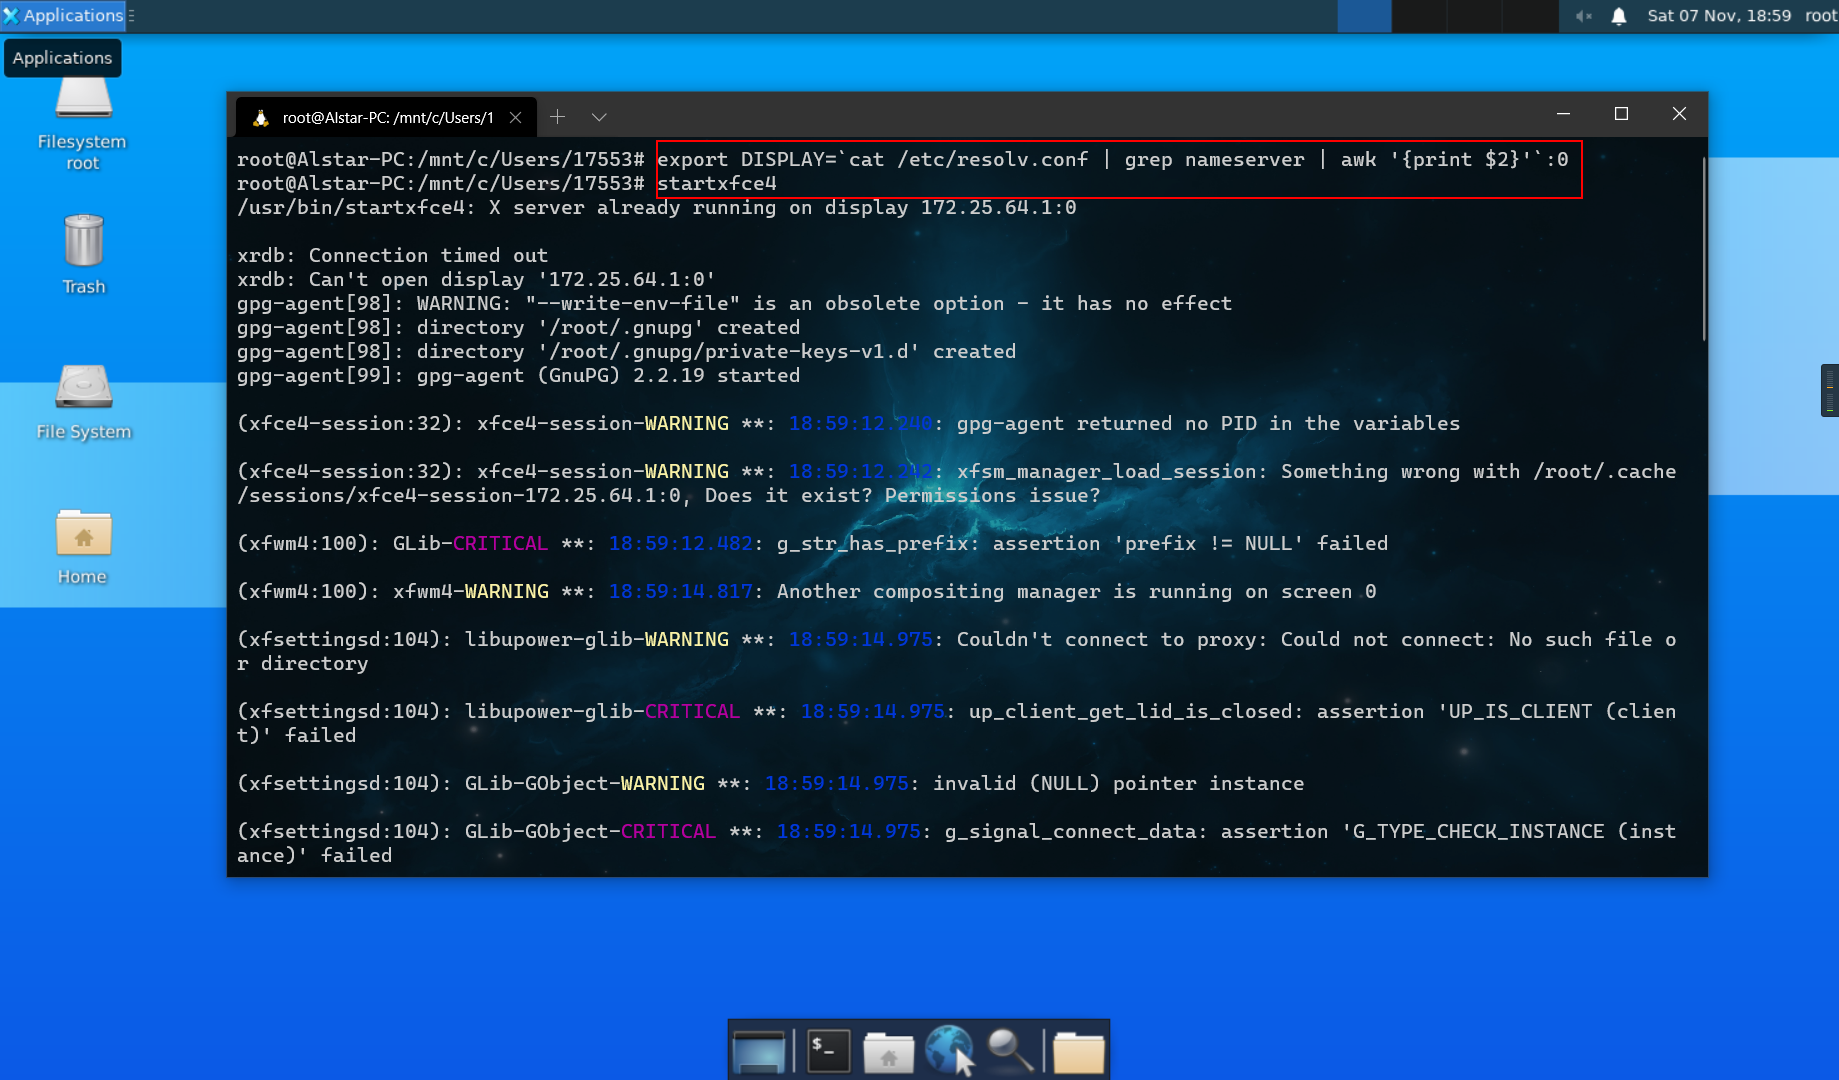 Applications
Sat 07 Nov, 18:59 root
Applications
Filesystem
root
Trash
File System
Home
root@Alstar-PC: /mnt/c/Users/1
root@Alstar-PC:/mnt/c/Users/17553# export DISPLAY=`cat /etc/resolv.conf | grep nameserver | awk '{print $2}'`:0
root@Alstar-PC:/mnt/c/Users/17553# startxfce4
/usr/bin/startxfce4: X server already running on display 172.25.64.1:0
xrdb: Connection timed out
xrdb: Can't open display '172.25.64.1:0'
gpg-agent[98]: WARNING: "--write-env-file" is an obsolete option - it has no effect
gpg-agent[98]: directory '/root/.gnupg' created
gpg-agent[98]: directory '/root/.gnupg/private-keys-v1.d' created
gpg-agent[99]: gpg-agent (GnuPG) 2.2.19 started
(xfce4-session:32): xfce4-session-WARNING **: 18:59:12.240: gpg-agent returned no PID in the variables
(xfce4-session:32): xfce4-session-WARNING **: 18:59:12.242: xfsm_manager_load_session: Something wrong with /root/.cache
/sessions/xfce4-session-172.25.64.1:0, Does it exist? Permissions issue?
(xfwm4:100): GLib-CRITICAL **: 18:59:12.482: g_str_has_prefix: assertion 'prefix != NULL' failed
(xfwm4:100): xfwm4-WARNING **: 18:59:14.817: Another compositing manager is running on screen 0
(xfsettingsd:104): libupower-glib-WARNING **: 18:59:14.975: Couldn't connect to proxy: Could not connect: No such file o
r directory
(xfsettingsd:104): libupower-glib-CRITICAL **: 18:59:14.975: up_client_get_lid_is_closed: assertion 'UP_IS_CLIENT (clien
t)' failed
(xfsettingsd:104): GLib-GObject-WARNING **: 18:59:14.975: invalid (NULL) pointer instance
(xfsettingsd:104): GLib-GObject-CRITICAL **: 18:59:14.975: g_signal_connect_data: assertion 'G_TYPE_CHECK_INSTANCE (inst
ance)' failed
$_